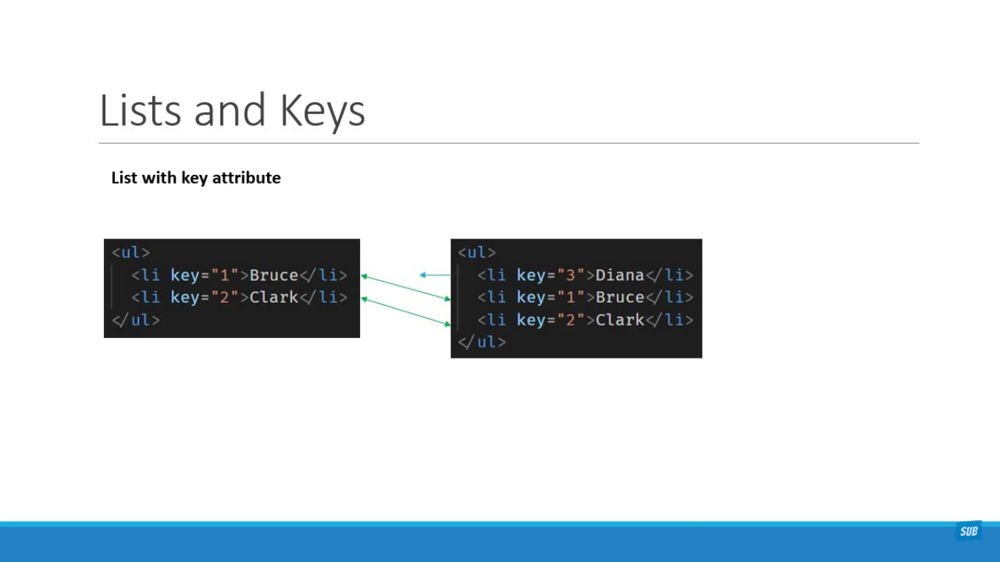 Lists and Keys
List with key attribute
<ul>
<li key="1">Bruce</li>
<li key="2">Clark</li>
</ul>
<ul>
<li key="3">Diana</li>
<li key="1">Bruce</li>
<li key="2">Clark</li>
</ul>
SUB